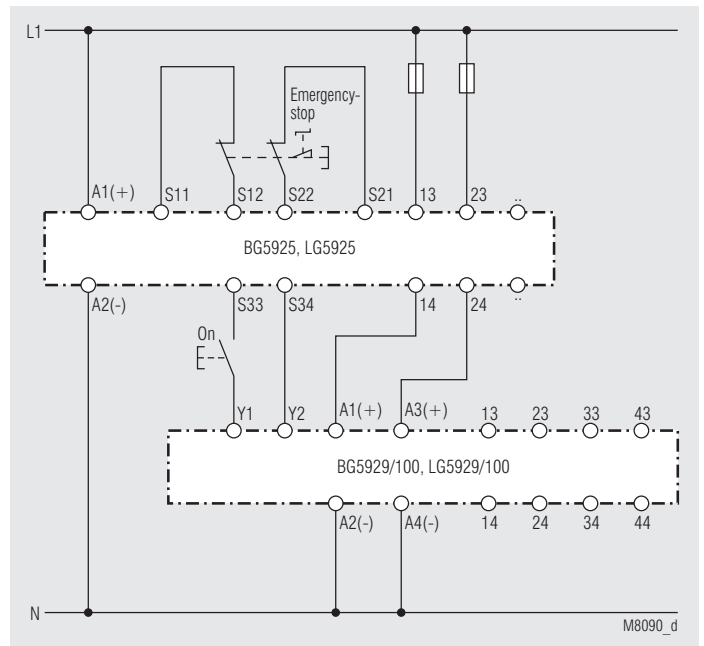 L1
Emergency-
stop
A1(+) S11 S12 S22 S21 13 23 ..
BG5925, LG5925
A2(-) S33 S34 14 24 ..
On
Y1 Y2 A1(+) A3(+) 13 23 33 43
BG5929/100, LG5929/100
A2(-) A4(-) 14 24 34 44
N
M8090_d